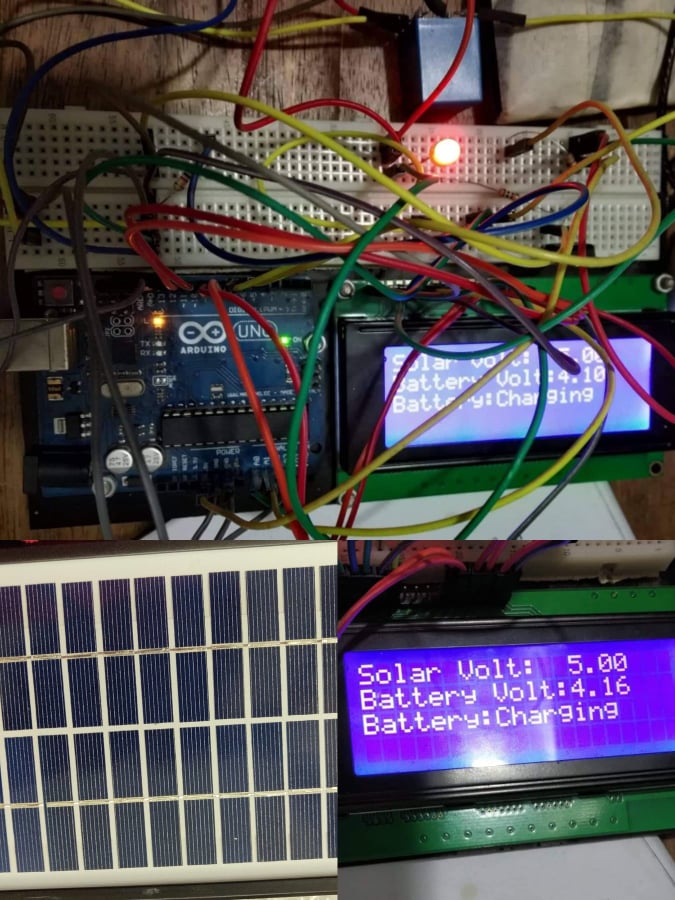 UNO
ARDUINO
TX
RX
ON
POWER
Solar Volt: 5.00
Battery Volt:4.10
Battery:Charging
Solar Volt: 5.00
Battery Volt:4.16
Battery:Charging